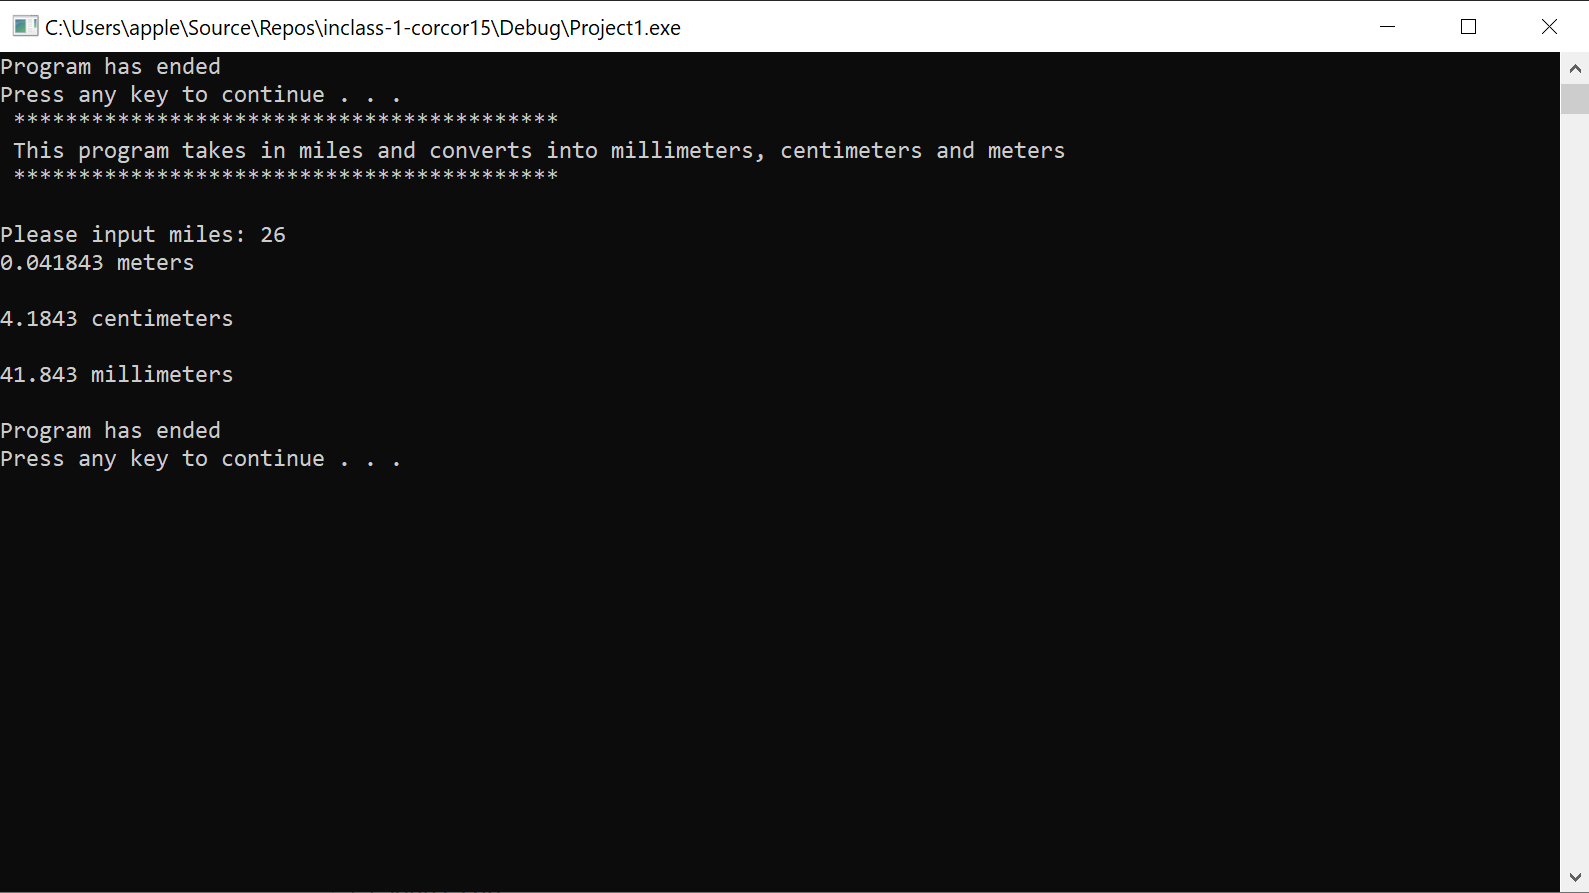 C:\Users\apple\Source\Repos\inclass-1-corcor15\Debug\Project1.exe
Program has ended
Press any key to continue . . .
******************************************
This program takes in miles and converts into millimeters, centimeters and meters
******************************************
Please input miles: 26
0.041843 meters
4.1843 centimeters
41.843 millimeters
Program has ended
Press any key to continue . . .